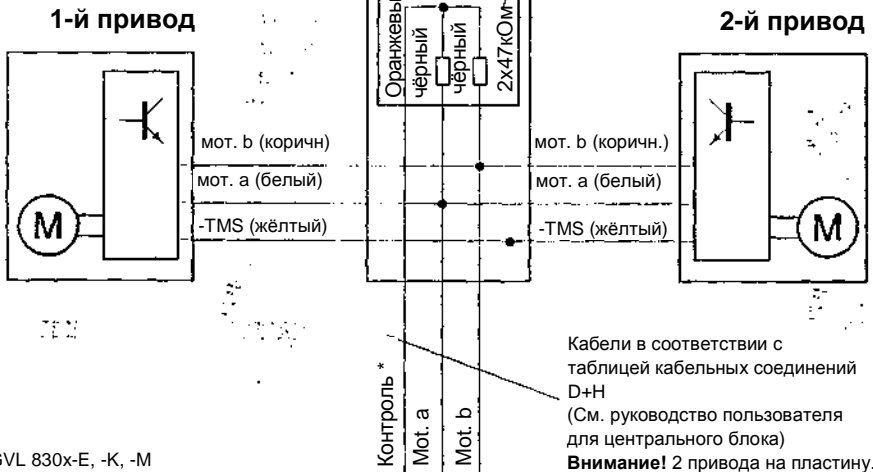 1-й привод
2-й привод
Оранжевы
чёрный
чёрный
2x47кОм
мот. b (коричн)
мот. b (коричн.)
мот. a (белый)
мот. a (белый)
-TMS (жёлтый)
-TMS (жёлтый)
M
M
Контроль *
Mot. a
Mot. b
Кабели в соответствии с
таблицей кабельных соединений
D+H
(См. руководство пользователя
для центрального блока)
Внимание! 2 привода на пластину.
GVL 830x-E, -K, -M